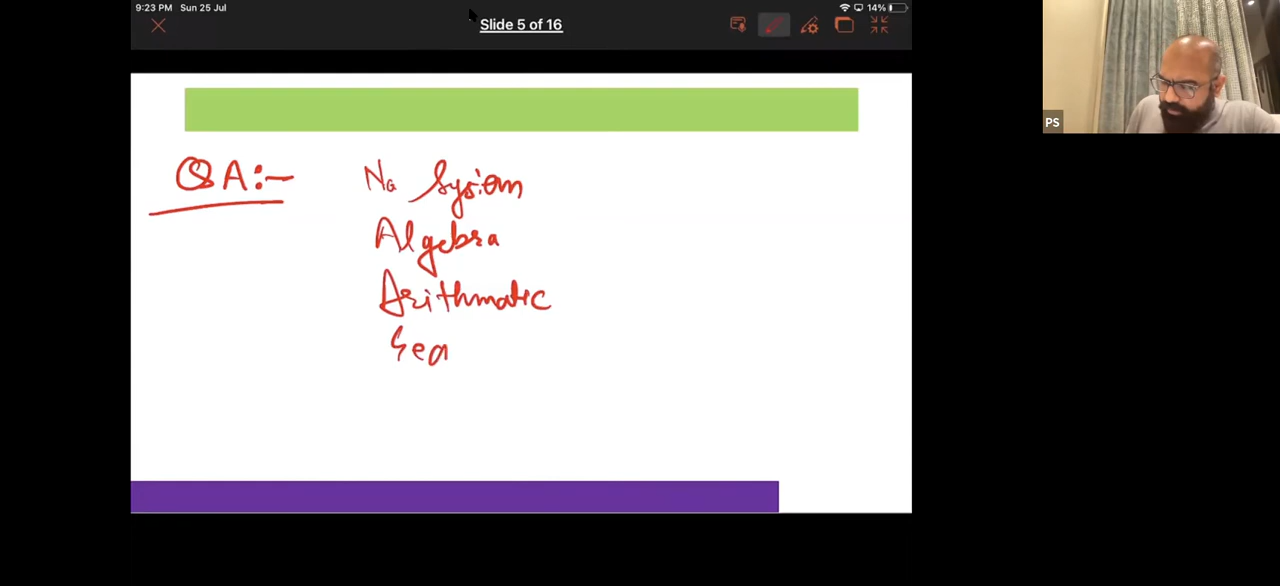 9:23 PM Sun 25 Jul
14%
Slide 5 of 16
PS
QA:-
No System
Algebra
Arithmatic
Geo